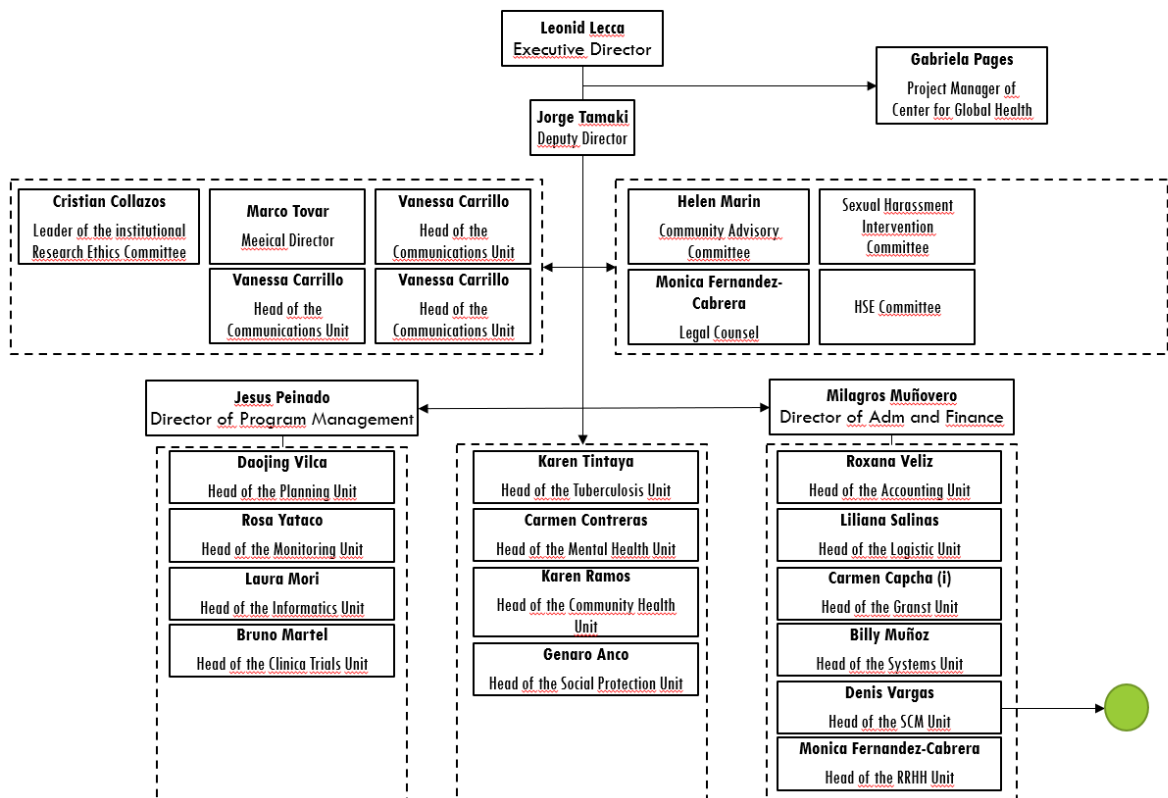 Leonid Lecca
Executive Director
Gabriela Pages
Project Manager of
Center for Global Health
Jorge Tamaki
Deputy Director
Cristian Collazos
Leader of the institutional
Research Ethics Committee
Marco Tovar
Meeical Director
Vanessa Carrillo
Head of the
Communications Unit
Vanessa Carrillo
Head of the
Communications Unit
Vanessa Carrillo
Head of the
Communications Unit
Helen Marin
Community Advisory
Committee
Sexual Harassment
Intervention
Committee
Monica Fernandez-
Cabrera
Legal Counsel
HSE Committee
Jesus Peinado
Director of Program Management
Milagros Muñovero
Director of Adm and Finance
Daojing Vilca
Head of the Planning Unit
Rosa Yataco
Head of the Monitoring Unit
Laura Mori
Head of the Informatics Unit
Bruno Martel
Head of the Clinica Trials Unit
Karen Tintaya
Head of the Tuberculosis Unit
Carmen Contreras
Head of the Mental Health Unit
Karen Ramos
Head of the Community Health
Unit
Genaro Anco
Head of the Social Protection Unit
Roxana Veliz
Head of the Accounting Unit
Liliana Salinas
Head of the Logistic Unit
Carmen Capcha (i)
Head of the Granst Unit
Billy Muñoz
Head of the Systems Unit
Denis Vargas
Head of the SCM Unit
Monica Fernandez-Cabrera
Head of the RRHH Unit